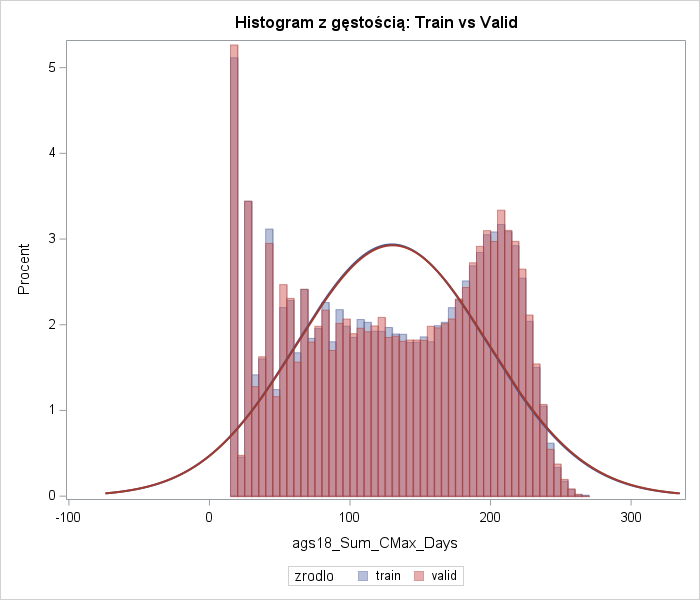 Histogram z gęstością: Train vs Valid
Procent
5
4
3
2
1
0
-100 0 100 200 300
ags18_Sum_CMax_Days
zrodlo train valid